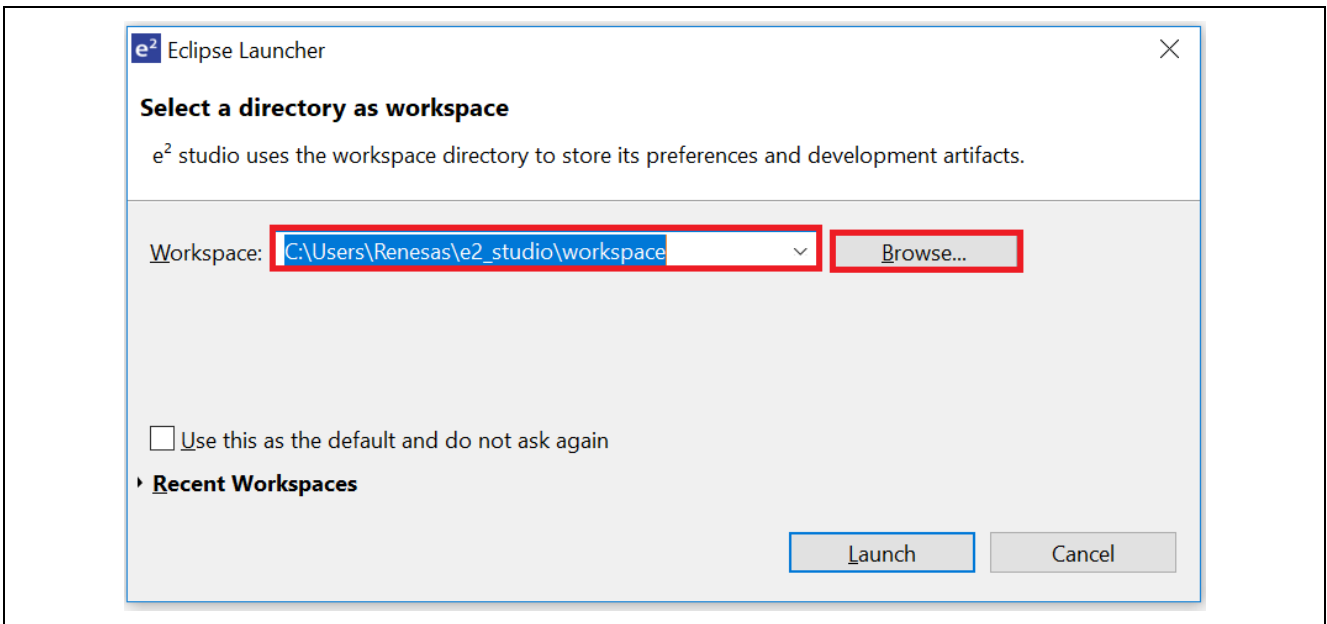 e² Eclipse Launcher
Select a directory as workspace
e² studio uses the workspace directory to store its preferences and development artifacts.
Workspace: C:\Users\Renesas\e2_studio\workspace Browse...
Use this as the default and do not ask again
Recent Workspaces
Launch Cancel